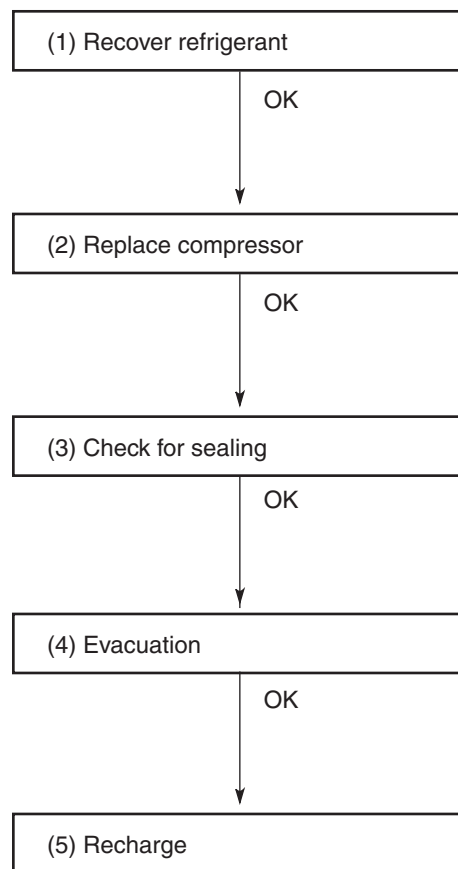 (1) Recover refrigerant
OK
(2) Replace compressor
OK
(3) Check for sealing
OK
(4) Evacuation
OK
(5) Recharge